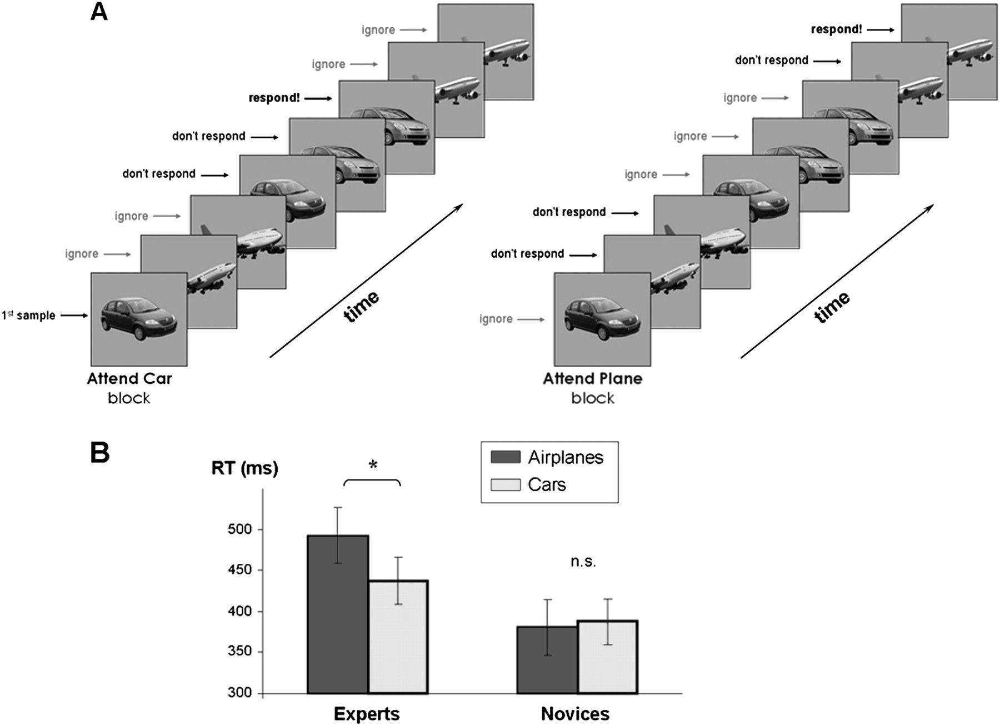 A
ignore
ignore
respond!
don't respond
don't respond
ignore
ignore
1st sample
time
Attend Car
block
respond!
don't respond
ignore
ignore
ignore
don't respond
don't respond
ignore
time
Attend Plane
block
B
RT (ms)
*
Airplanes
Cars
500
450
400
350
300
n.s.
Experts
Novices